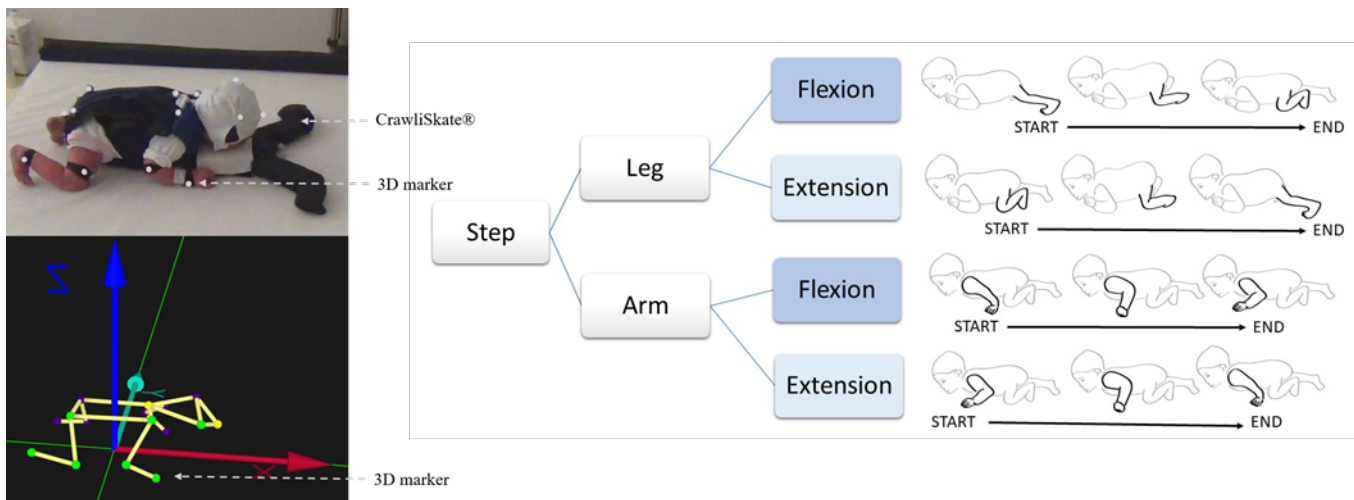 CrawliSkate®
3D marker
Z
Y
X
3D marker
Step
Leg
Arm
Flexion
Extension
Flexion
Extension
START
END
START
END
START
END
START
END